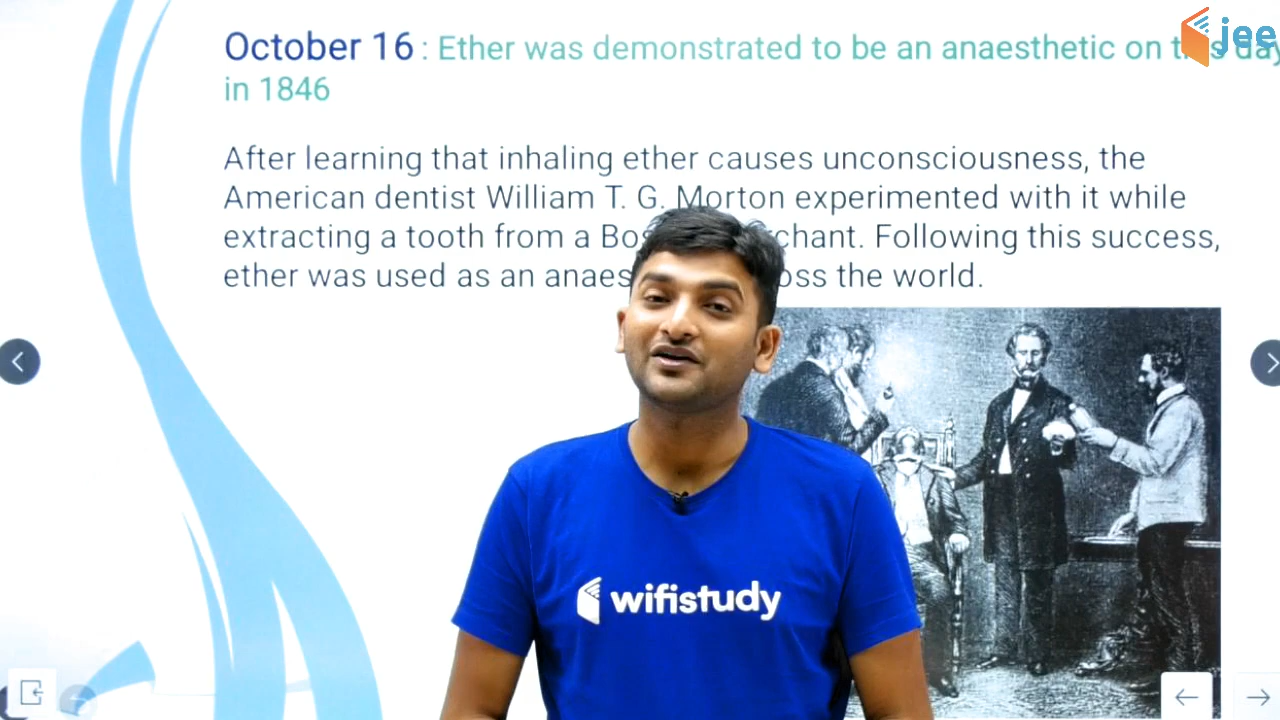 October 16 : Ether was demonstrated to be an anaesthetic on day
in 1846
After learning that inhaling ether causes unconsciousness, the
American dentist William T. G. Morton experimented with it while
extracting a tooth from a Following this success,
ether was used as an the world.
jee
wifistudy